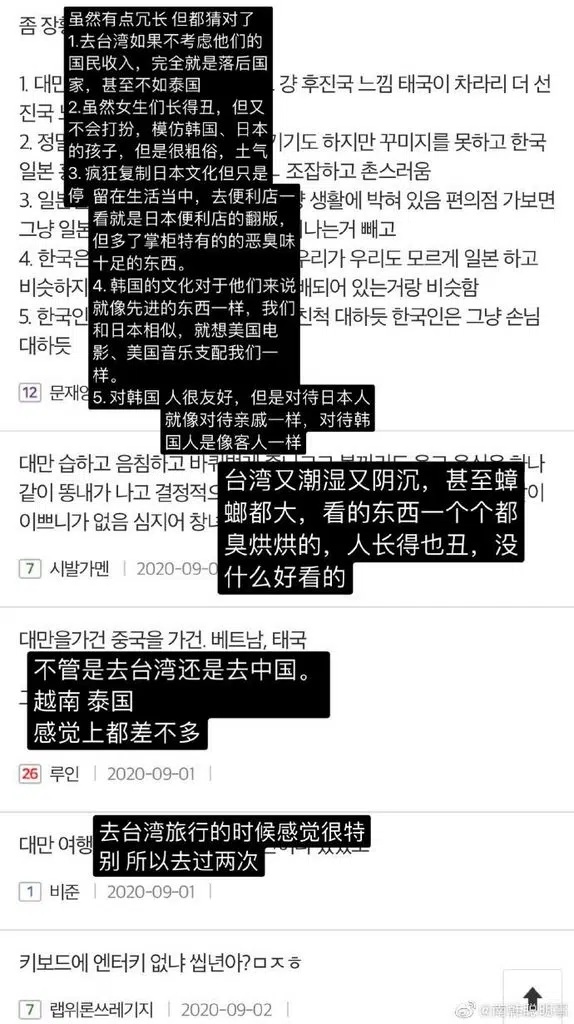 좀 장황
虽然有点冗长 但都猜对了
1.去台湾如果不考虑他们的
国民收入，完全就是落后国
家，甚至不如泰国
2.虽然女生们长得丑，但又
不会打扮，模仿韩国、日本
的孩子，但是很粗俗，土气
3. 疯狂复制日本文化但只是
停 留在生活当中，去便利店一
看就是日本便利店的翻版，
但多了掌柜特有的的恶臭味
十足的东西。
4. 韩国的文化对于他们来说
就像先进的东西一样，我们
和日本相似，就想美国电
影、美国音乐支配我们一
样。
5. 对韩国 人很友好，但是对待日本人
就像对待亲戚一样，对待韩
国人是像客人一样
1. 대만
걍 후진국 느낌 태국이 차라리 더 선
진국 느
2. 정말
기기도 하지만 꾸미지를 못하고 한국
일본
조잡하고 촌스러움
3. 일본
생활에 박혀 있음 편의점 가보면
그냥 일본
나는거 빼고
4. 한국은
우리가 우리도 모르게 일본 하고
비슷하지
배되어 있는거랑 비슷함
5. 한국인
친척 대하듯 한국인은 그냥 손님
대하듯
12 문재앙
대만 습하고 음침하고 바퀴벌레
하나
같이 똥내가 나고 결정적으
이쁘니가 없음 심지어 창녀
台湾又潮湿又阴沉，甚至蟑
螂都大，看的东西一个个都
臭烘烘的，人长得也丑，没
什么好看的
7 시발가멘 | 2020-09-0
대만을가건 중국을 가건. 베트남, 태국
不管是去台湾还是去中国。
越南 泰国
感觉上都差不多
26 루인 | 2020-09-01 |
대만 여행
去台湾旅行的时候感觉很特
别 所以去过两次
1 비준 | 2020-09-01 |
키보드에 엔터키 없냐 씹년아?ㅁㅈㅎ
7 랩위론쓰레기지 | 2020-09-02 |